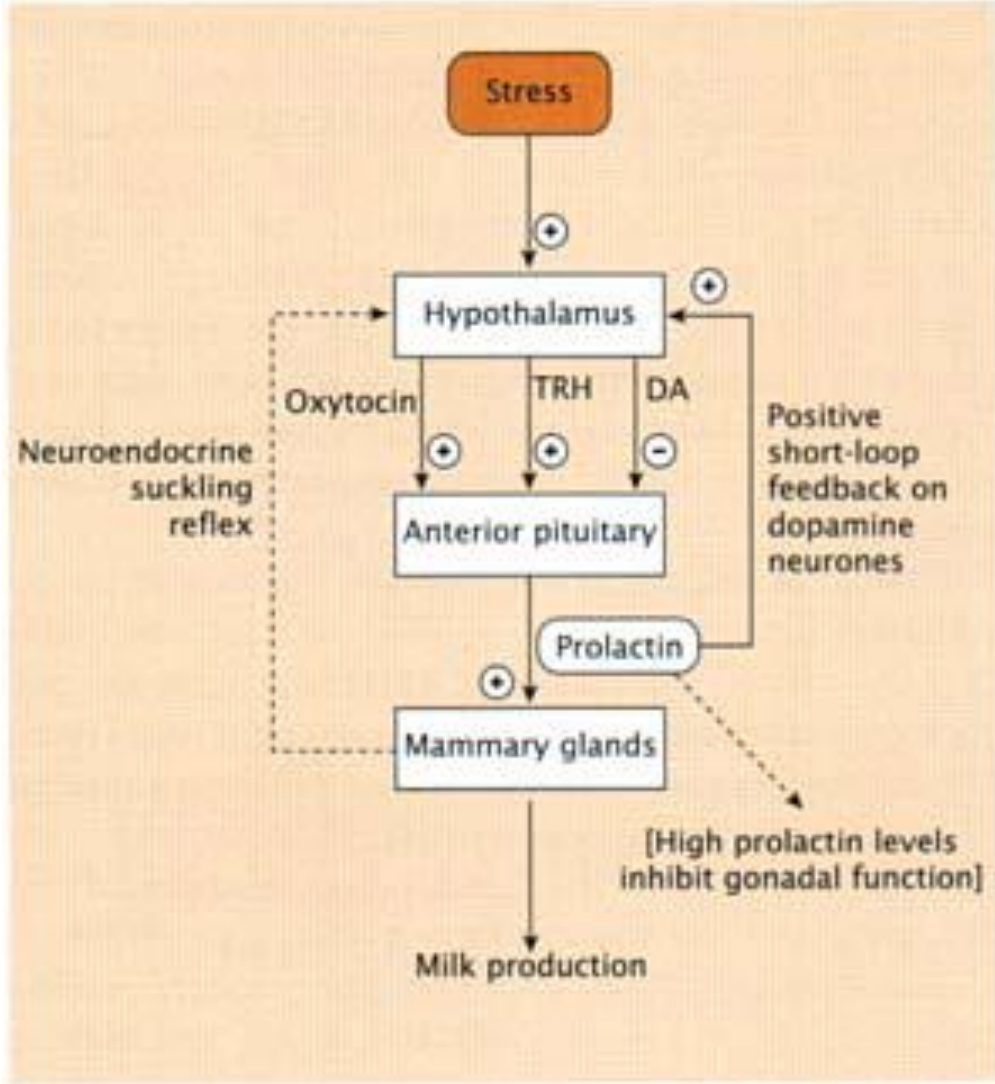 Stress
+
Hypothalamus
+
Oxytocin
TRH
DA
Neuroendocrine
suckling
reflex
+
+
−
Positive
short-loop
feedback on
dopamine
neurones
Anterior pituitary
Prolactin
+
Mammary glands
[High prolactin levels
inhibit gonadal function]
Milk production